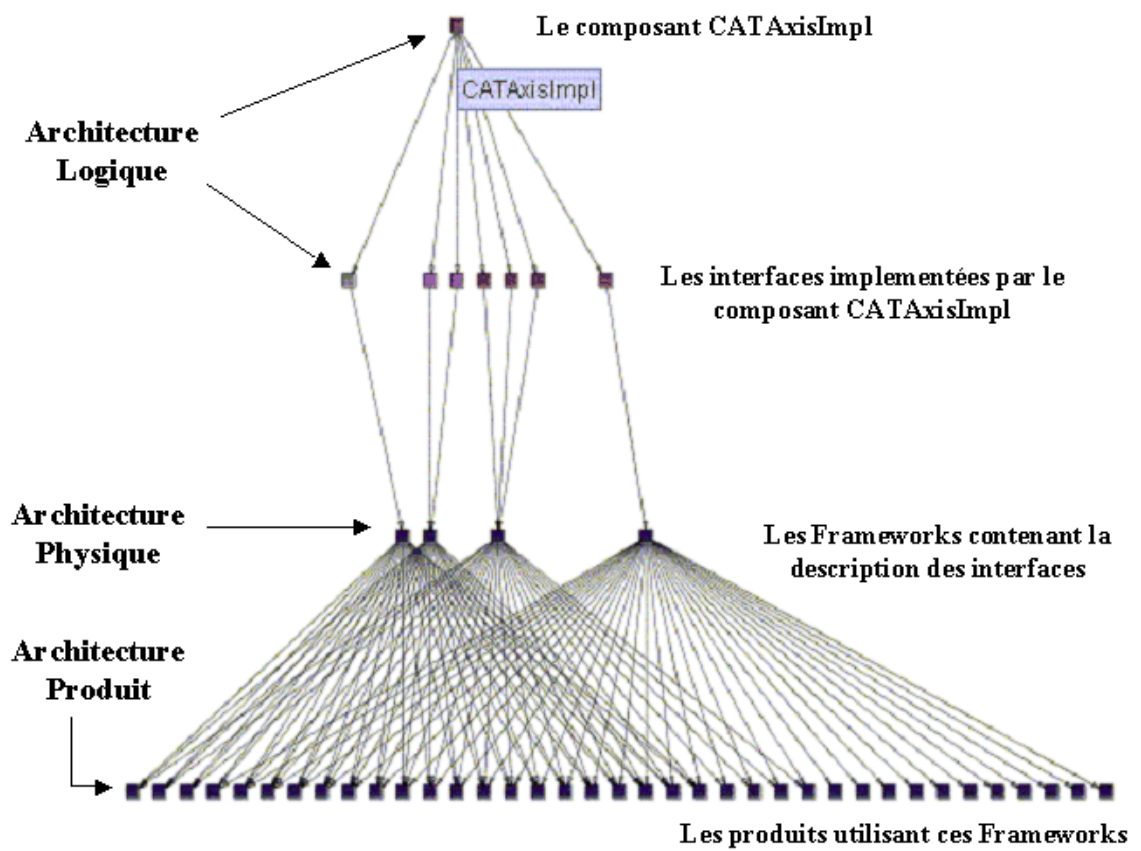 Le composant CATAxisImpl
CATAxisImpl
Architecture
Logique
Les interfaces implementées par le
composant CATAxisImpl
Architecture
Physique
Les Frameworks contenant la
description des interfaces
Architecture
Produit
Les produits utilisant ces Frameworks